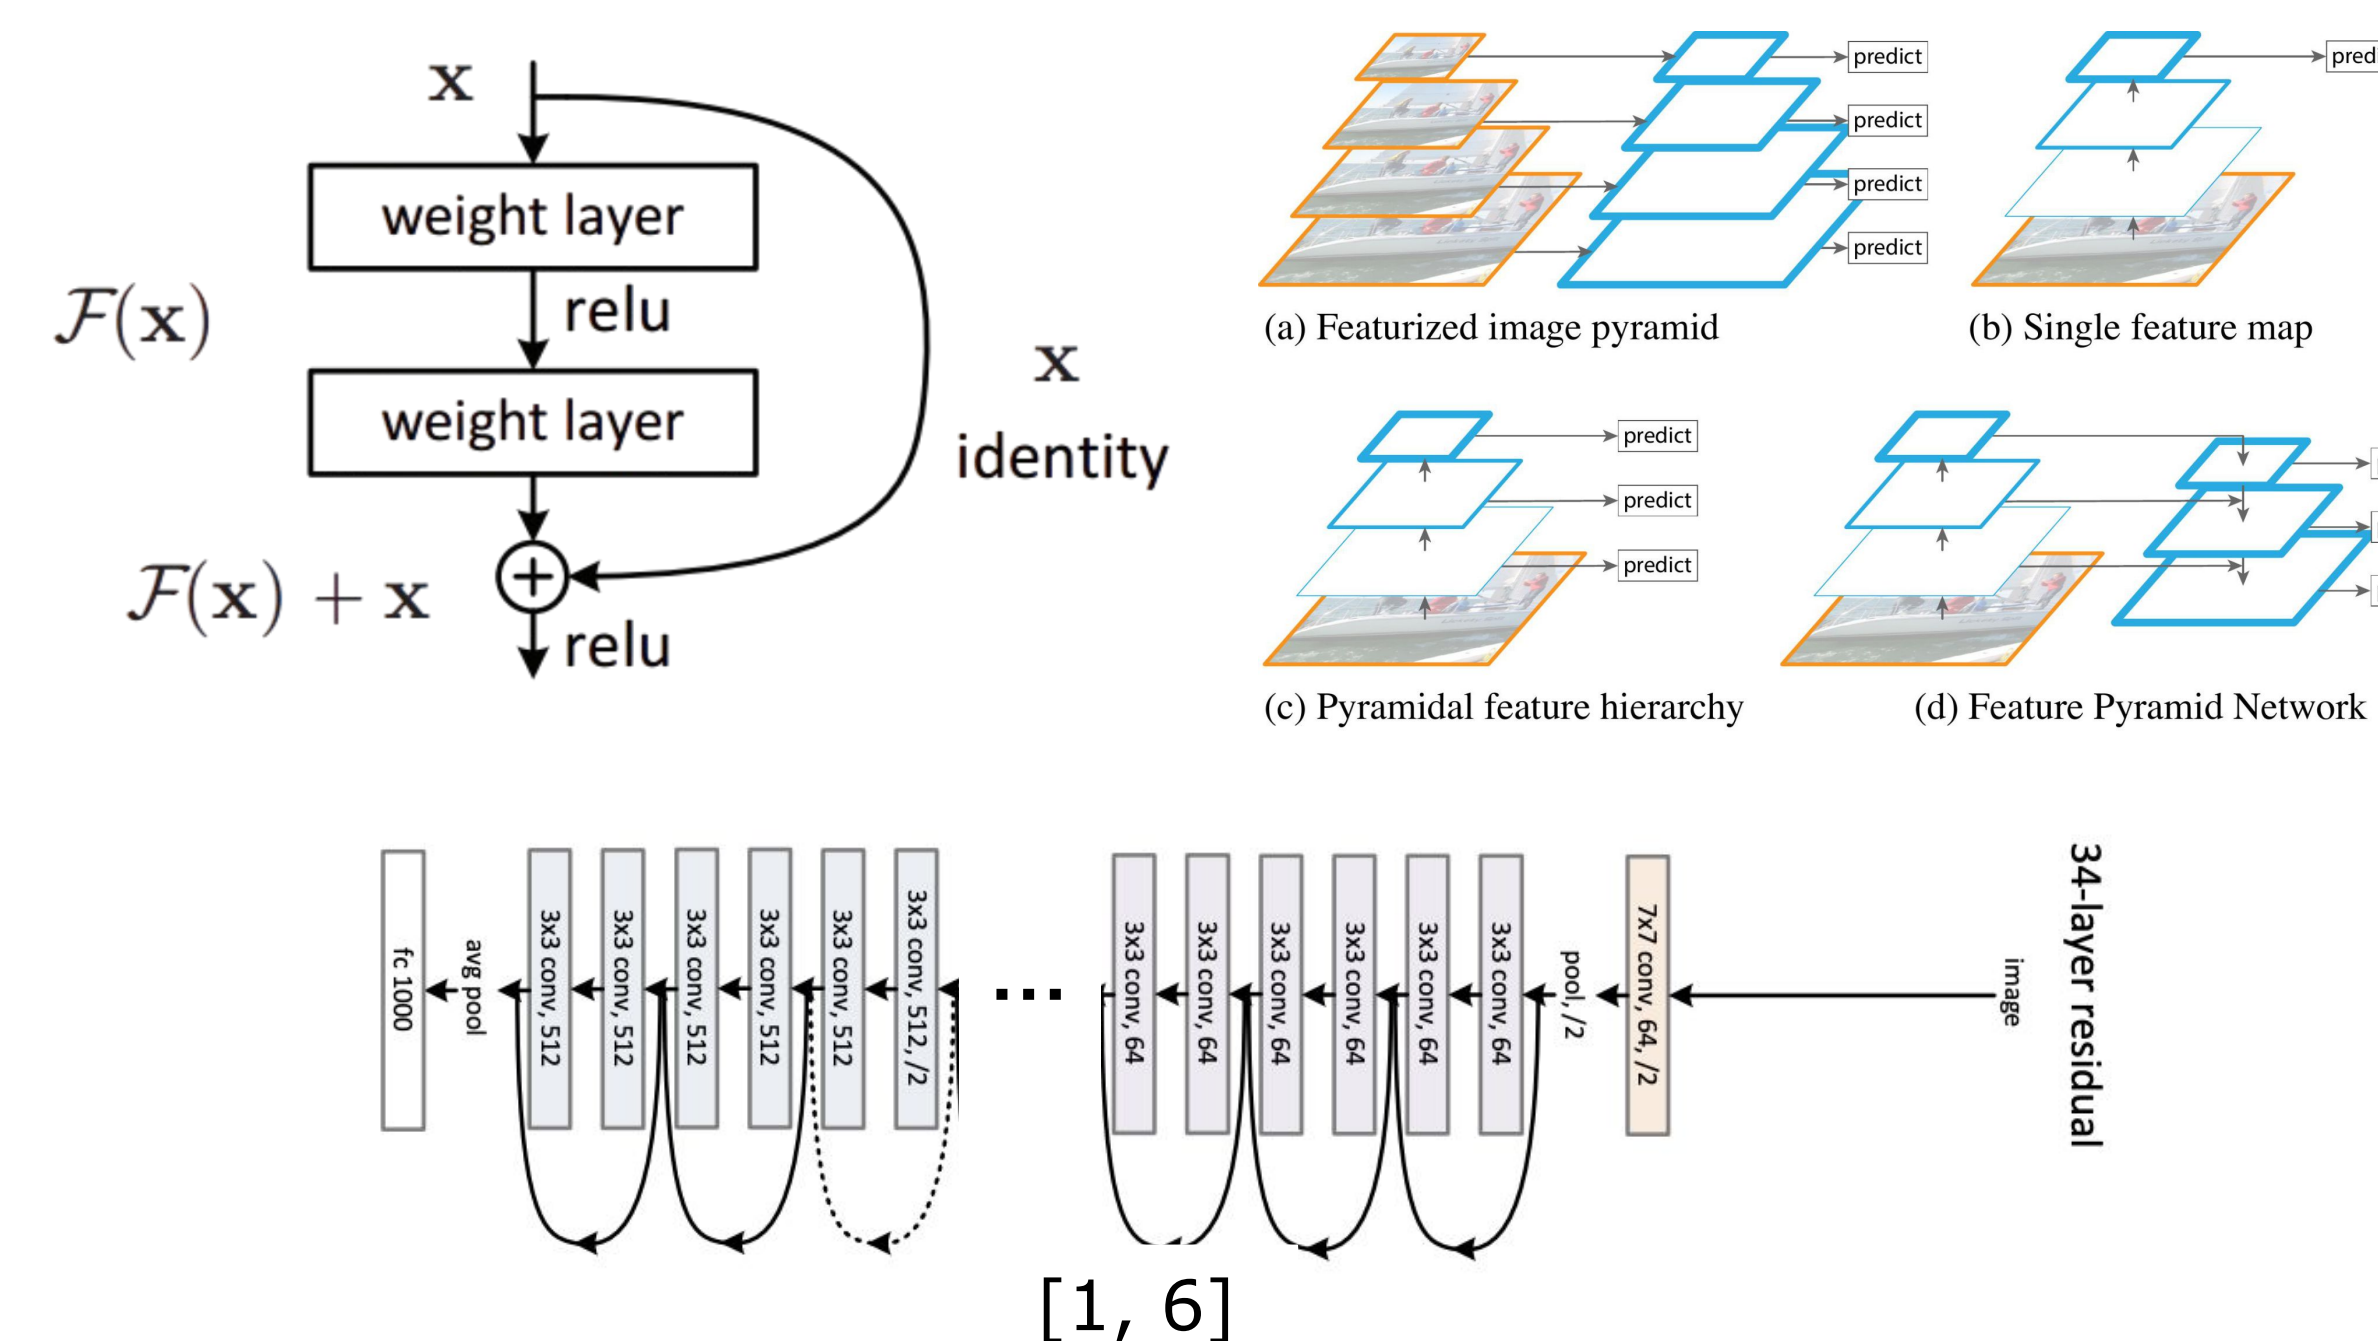 x
weight layer
relu
F(x)
weight layer
x
identity
F(x) + x
relu
predict
predict
predict
predict
(a) Featurized image pyramid
(b) Single feature map
predict
predict
predict
(c) Pyramidal feature hierarchy
(d) Feature Pyramid Network
34-layer residual
image
7x7 conv, 64, /2
pool, /2
3x3 conv, 64
3x3 conv, 64
3x3 conv, 64
3x3 conv, 64
3x3 conv, 64
3x3 conv, 64
...
3x3 conv, 512, /2
3x3 conv, 512
3x3 conv, 512
3x3 conv, 512
3x3 conv, 512
3x3 conv, 512
avg pool
fc 1000
[1, 6]